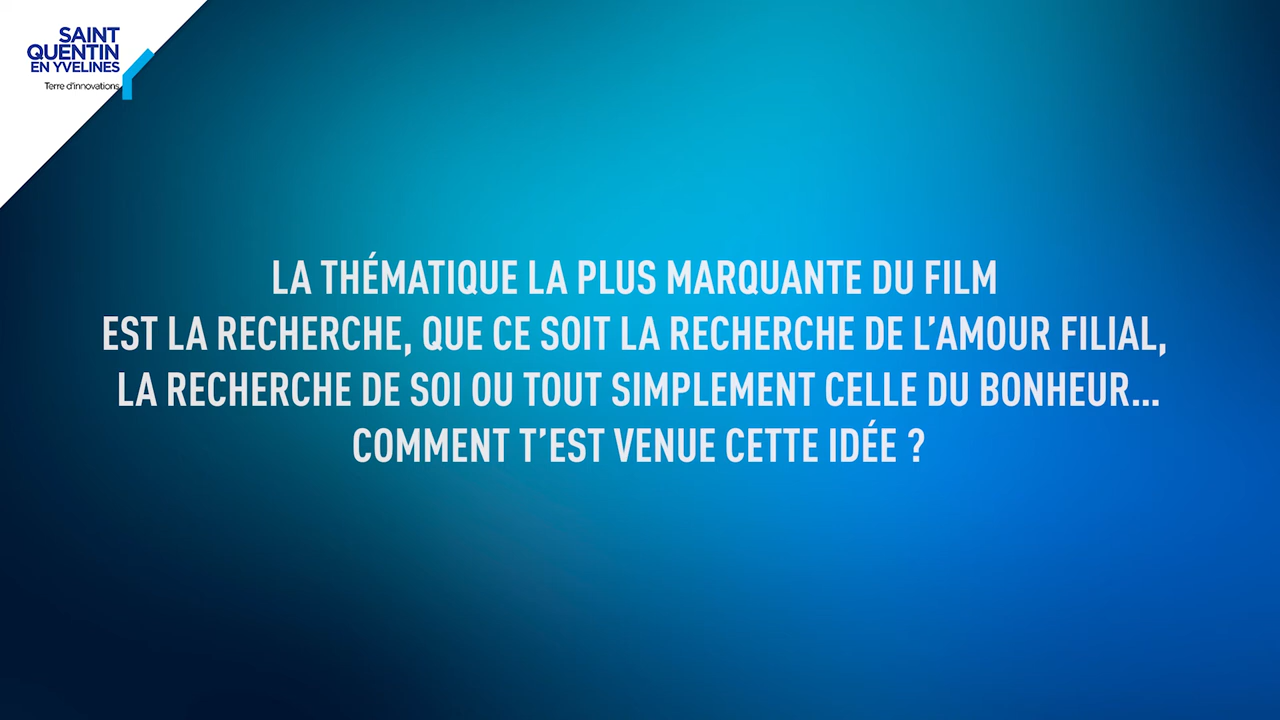 SAINT
QUENTIN
EN YVELINES
Terre d'innovations
LA THÉMATIQUE LA PLUS MARQUANTE DU FILM
EST LA RECHERCHE, QUE CE SOIT LA RECHERCHE DE L’AMOUR FILIAL,
LA RECHERCHE DE SOI OU TOUT SIMPLEMENT CELLE DU BONHEUR...
COMMENT T’EST VENUE CETTE IDÉE ?